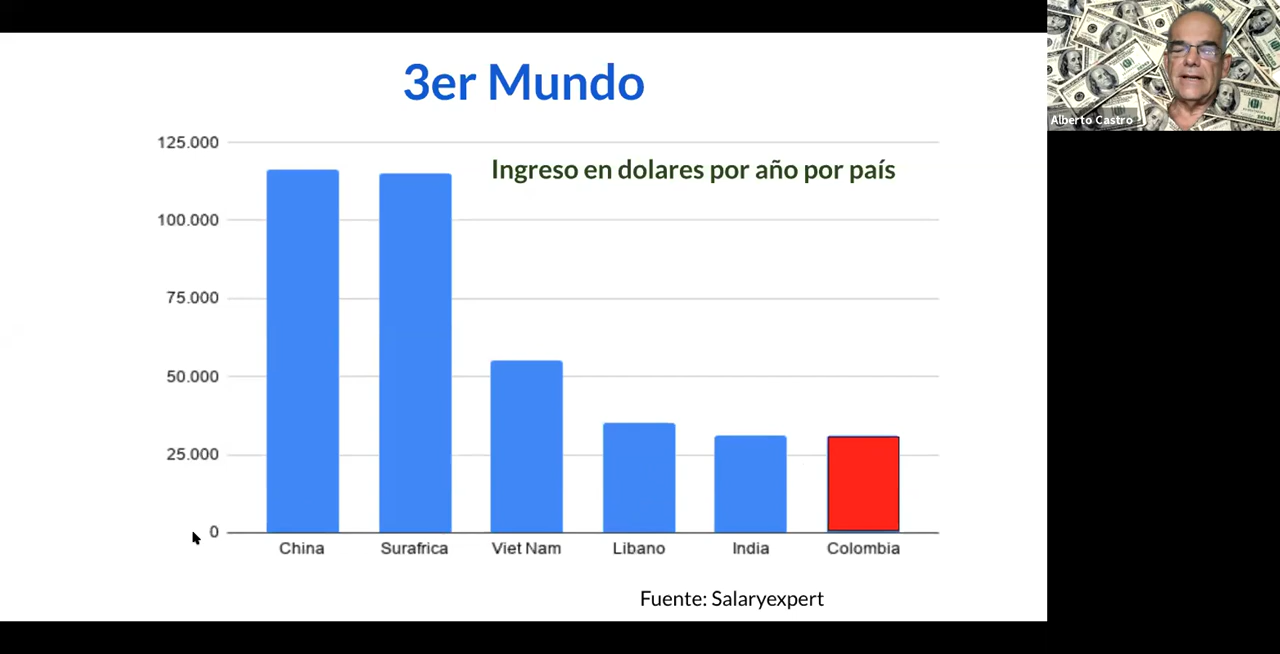 3er Mundo
Alberto Castro
Ingreso en dolares por año por país
125.000
100.000
75.000
50.000
25.000
0
China Surafrica Viet Nam Libano India Colombia
Fuente: Salaryexpert